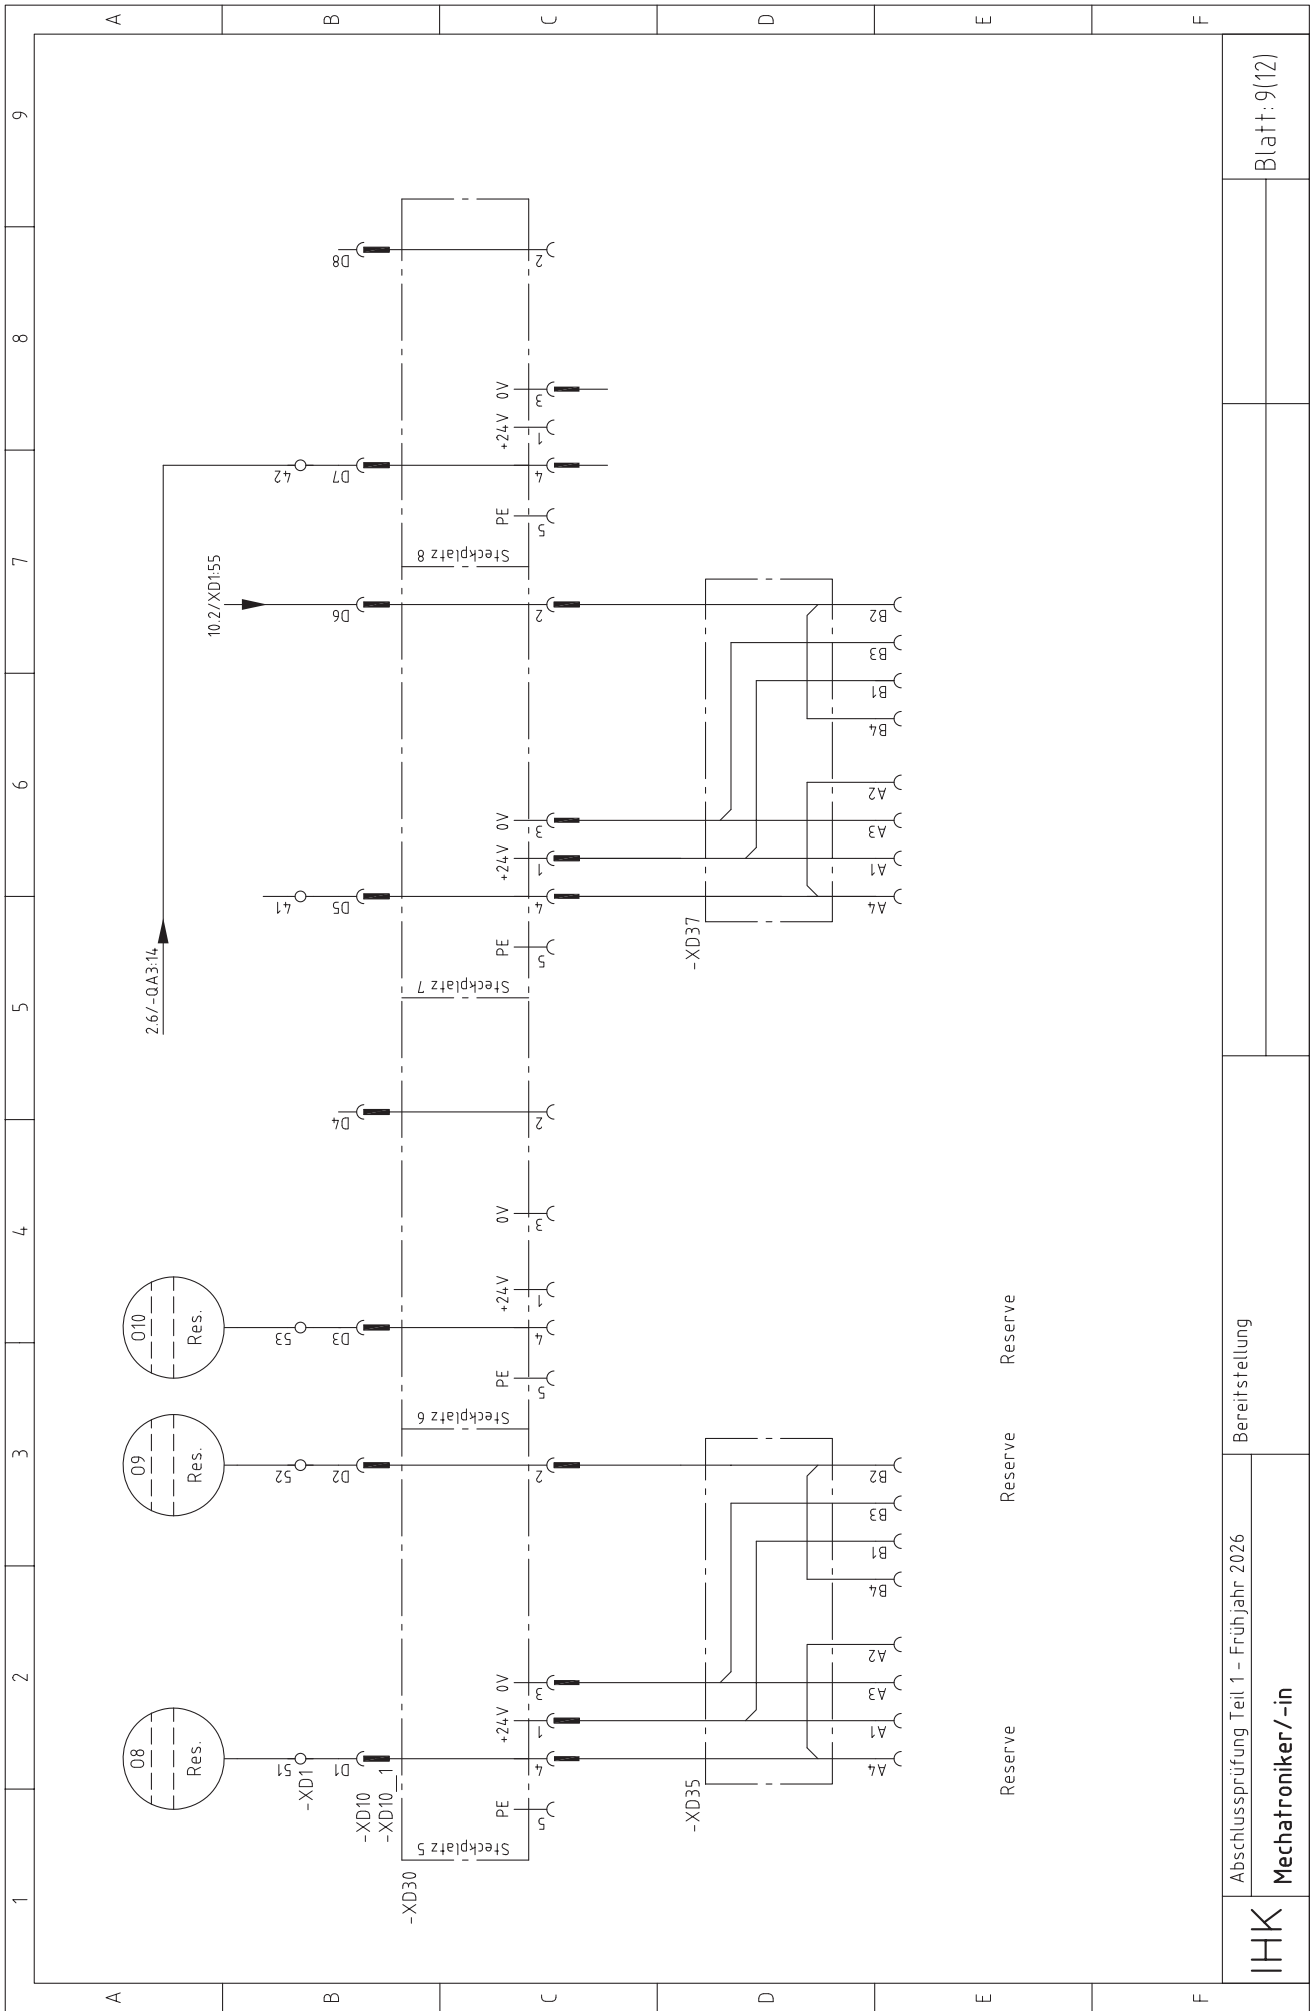 1 2 3 4 5 6 7 8 9
A A
B B
C C
D D
E E
F F
O8
Res.
O9
Res.
O10
Res.
2.6/-QA3:14
10.2/XD1:55
51 52 53 41 42
-XD1
D1 D2 D3 D4 D5 D6 D7 D8
-XD10
-XD10_1
-XD30
Steckplatz 5
Steckplatz 6
Steckplatz 7
Steckplatz 8
PE +24V 0V
5 4 1 3 2
PE +24V 0V
5 4 1 3 2
PE +24V 0V
5 4 1 3 2
PE +24V 0V
5 4 1 3 2
-XD35
-XD37
A4 A1 A3 A2 B4 B1 B3 B2
A4 A1 A3 A2 B4 B1 B3 B2
Reserve
Reserve
Reserve
IHK
Abschlussprüfung Teil 1 – Frühjahr 2026
Mechatroniker/-in
Bereitstellung
Blatt: 9(12)